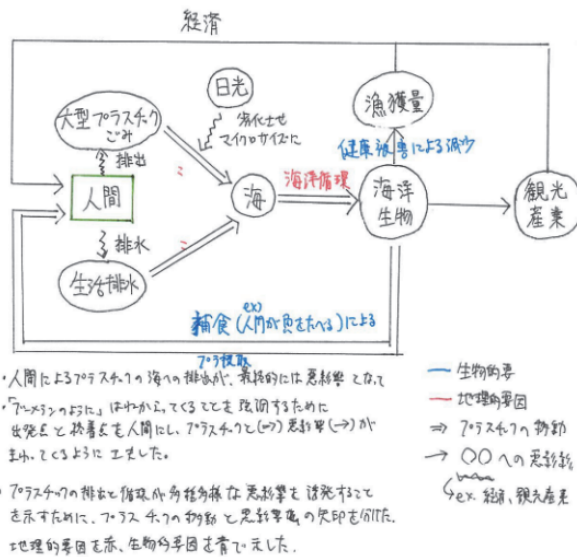 経済
日光
大型プラスチック
ごみ
劣化させ
マイクロサイズに
漁獲量
健康被害による減少
排出
人間
海
海洋循環
海洋
生物
観光
産業
排水
生活排水
ex)
捕食(人間が魚をたべる)による
プラ摂取
・人間によるプラスチックの海への排出が、最終的には悪影響となって
・「ブーメランのように」はねかえってくることを強調するために
出発点と終着点を人間にし、プラスチックと(⇒)悪影響(→)が
まわってくるように工夫した。
・プラスチックの排出と循環が多種多様な悪影響を誘発すること
を示すために、プラスチックの移動と悪影響の矢印を分けた。
地理的要因を赤、生物的要因を青で示した。
生物的要
地理的要因
⇒ プラスチックの移動
→ 〇〇への悪影響
ex. 経済、観光産業